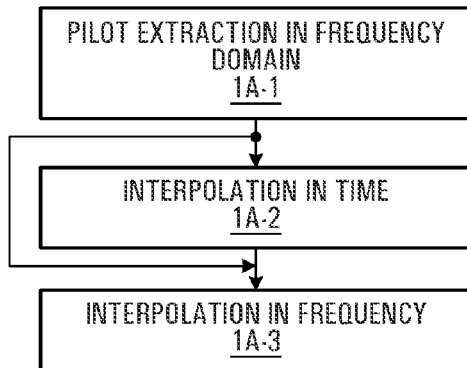 PILOT EXTRACTION IN FREQUENCY
DOMAIN
1A-1
INTERPOLATION IN TIME
1A-2
INTERPOLATION IN FREQUENCY
1A-3